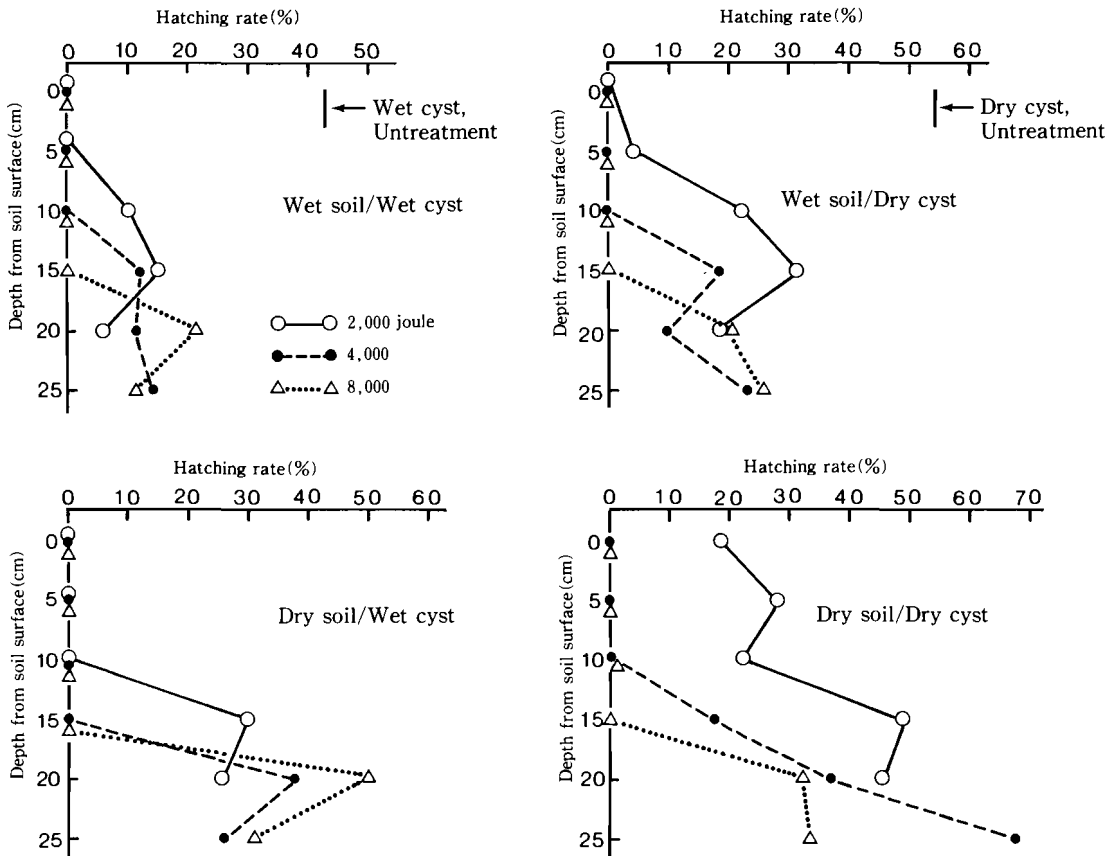 Hatching rate(%)
0 10 20 30 40 50
Depth from soil surface(cm)
0
5
10
15
20
25
Wet cyst,
Untreatment
Wet soil/Wet cyst
2,000 joule
4,000
8,000
Hatching rate(%)
0 10 20 30 40 50 60
Depth from soil surface(cm)
0
5
10
15
20
25
Dry cyst,
Untreatment
Wet soil/Dry cyst
Hatching rate(%)
0 10 20 30 40 50 60
Depth from soil surface(cm)
0
5
10
15
20
25
Dry soil/Wet cyst
Hatching rate(%)
0 10 20 30 40 50 60 70
Depth from soil surface(cm)
0
5
10
15
20
25
Dry soil/Dry cyst